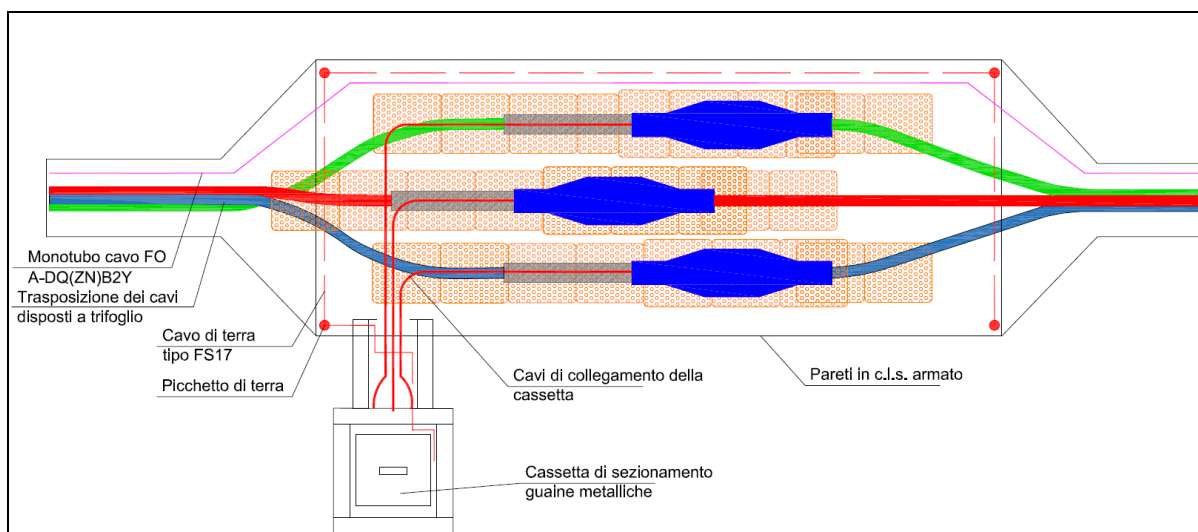 Monotubo cavo FO
A-DQ(ZN)B2Y
Trasposizione dei cavi
disposti a trifoglio
Cavo di terra
tipo FS17
Picchetto di terra
Cavi di collegamento della
cassetta
Pareti in c.l.s. armato
Cassetta di sezionamento
guaine metalliche